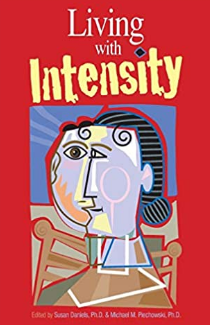 Living
with
Intensity
Edited by Susan Daniels, Ph.D. & Michael M. Piechowski, Ph.D.